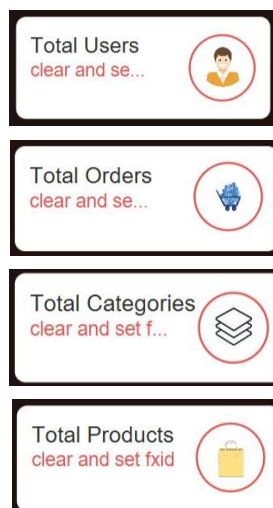 Total Users
clear and se...
Total Orders
clear and se...
Total Categories
clear and set f...
Total Products
clear and set fxid